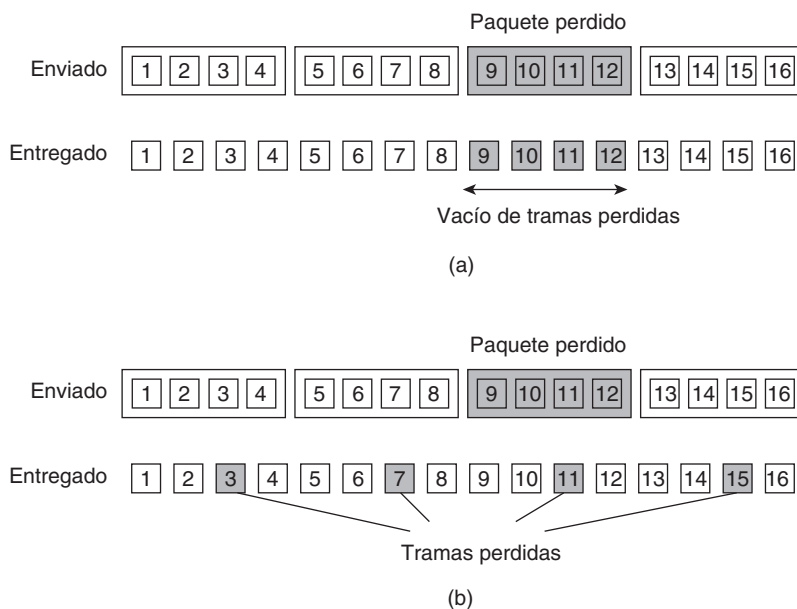 Paquete perdido
Enviado 1 2 3 4 5 6 7 8 9 10 11 12 13 14 15 16
Entregado 1 2 3 4 5 6 7 8 9 10 11 12 13 14 15 16
Vacío de tramas perdidas
(a)
Paquete perdido
Enviado 1 2 3 4 5 6 7 8 9 10 11 12 13 14 15 16
Entregado 1 2 3 4 5 6 7 8 9 10 11 12 13 14 15 16
Tramas perdidas
(b)